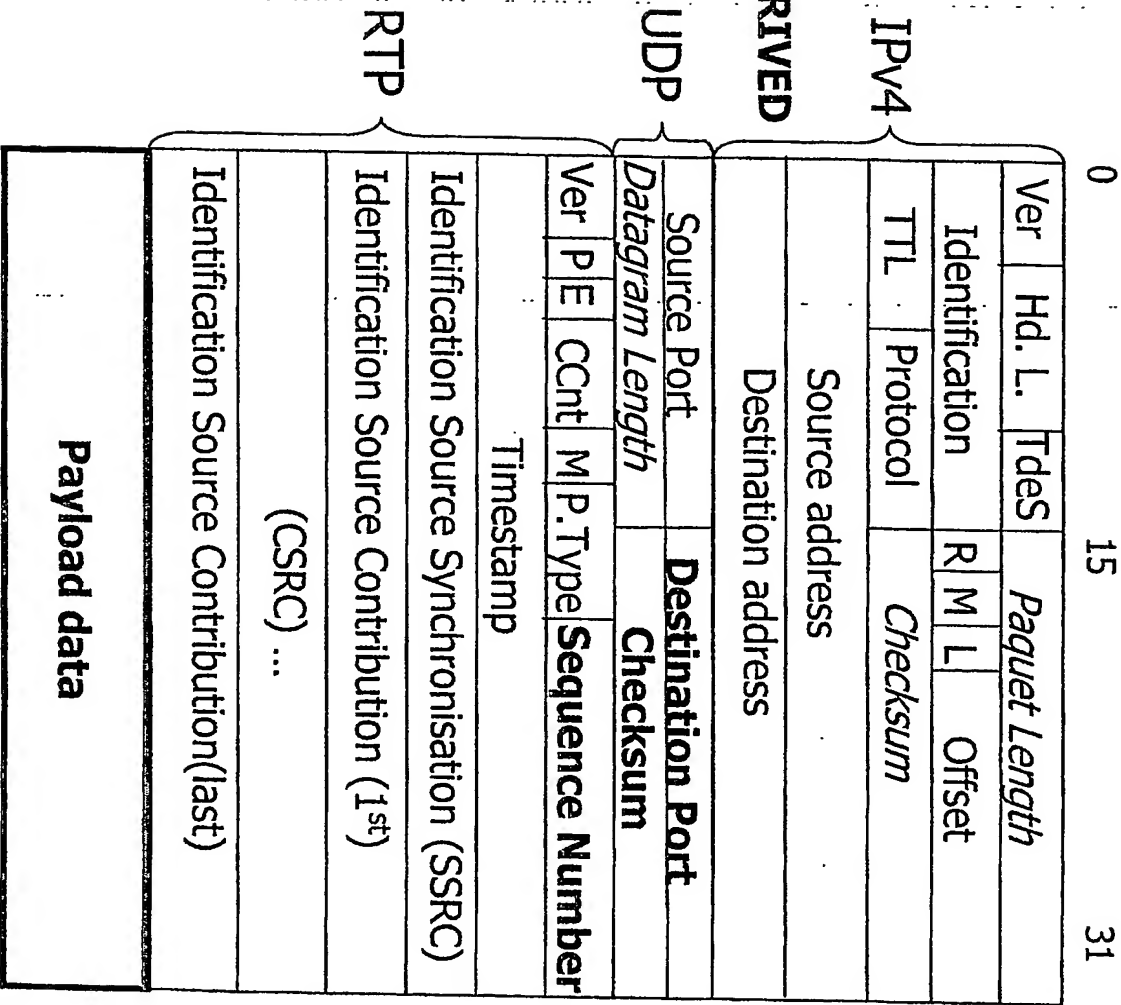 0 15 31
IPv4
Ver Hd. L. TdeS Paquet Length
Identification R M L Offset
TTL Protocol Checksum
Source address
Destination address
UDP
Source Port Destination Port
Datagram Length Checksum
RTP
Ver P E CCnt M P.Type Sequence Number
Timestamp
Identification Source Synchronisation (SSRC)
Identification Source Contribution (1st)
(CSRC) ...
Identification Source Contribution(last)
Payload data